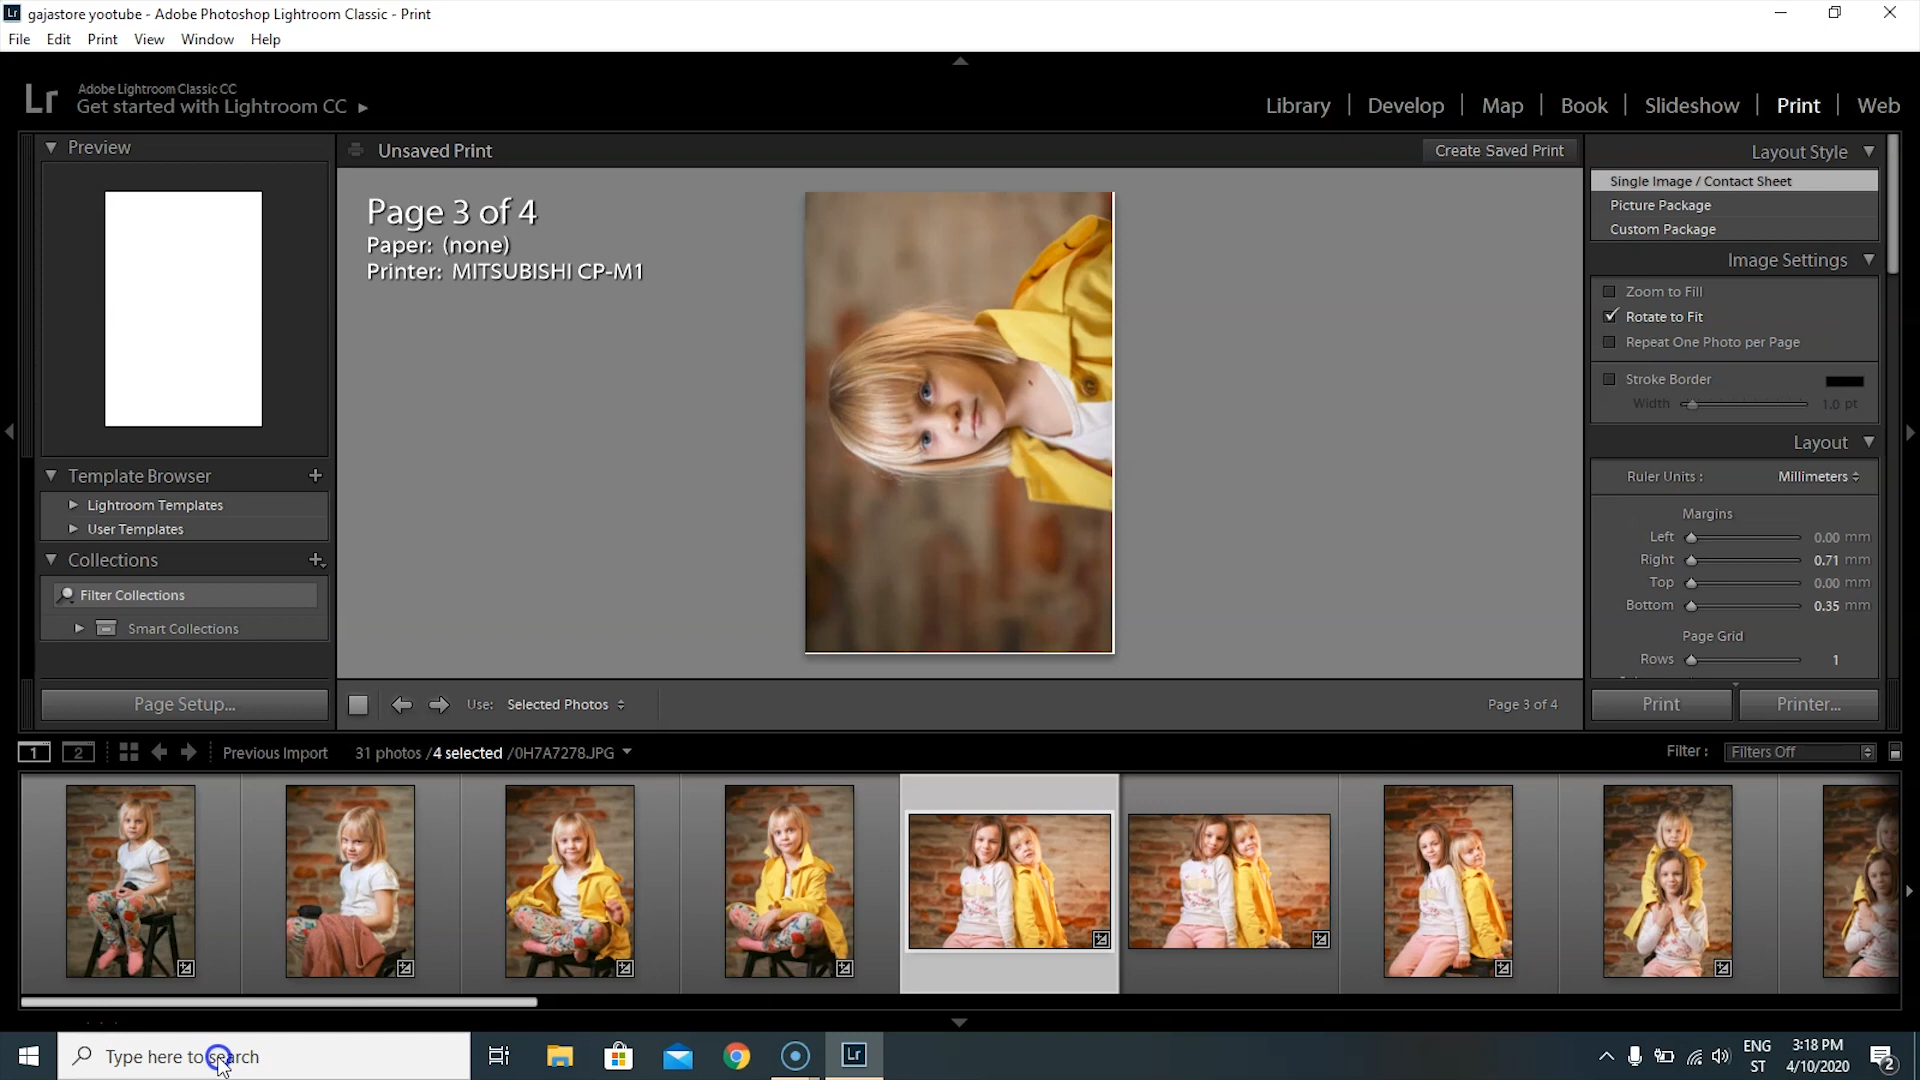 Lr gajastore yootube - Adobe Photoshop Lightroom Classic - Print
File Edit Print View Window Help
Lr Adobe Lightroom Classic CC
Get started with Lightroom CC
Library Develop Map Book Slideshow Print Web
Preview
Unsaved Print
Create Saved Print
Page 3 of 4
Paper: (none)
Printer: MITSUBISHI CP-M1
Template Browser
Lightroom Templates
User Templates
Collections
Filter Collections
Smart Collections
Page Setup...
Use: Selected Photos
Page 3 of 4
Layout Style
Single Image / Contact Sheet
Picture Package
Custom Package
Image Settings
Zoom to Fill
Rotate to Fit
Repeat One Photo per Page
Stroke Border
Width 1.0 pt
Layout
Ruler Units : Millimeters
Margins
Left 0.00 mm
Right 0.71 mm
Top 0.00 mm
Bottom 0.35 mm
Page Grid
Rows 1
Print Printer...
1 2 Previous Import 31 photos / 4 selected / 0H7A7278.JPG
Filter : Filters Off
Type here to search
Lr
ENG
ST
3:18 PM
4/10/2020
2